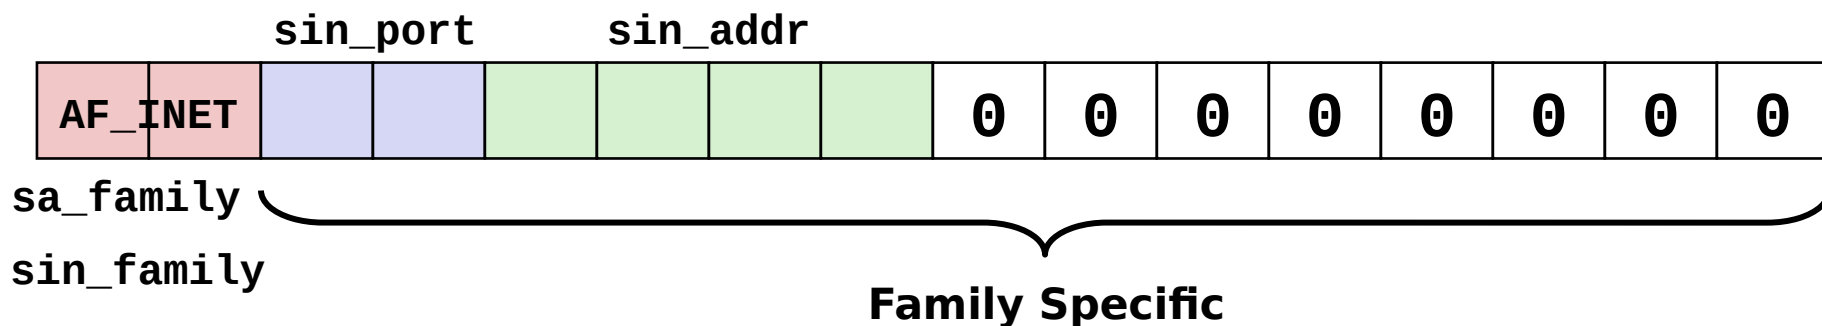 sin_port sin_addr
AF_INET 0 0 0 0 0 0 0 0
sa_family
sin_family
Family Specific